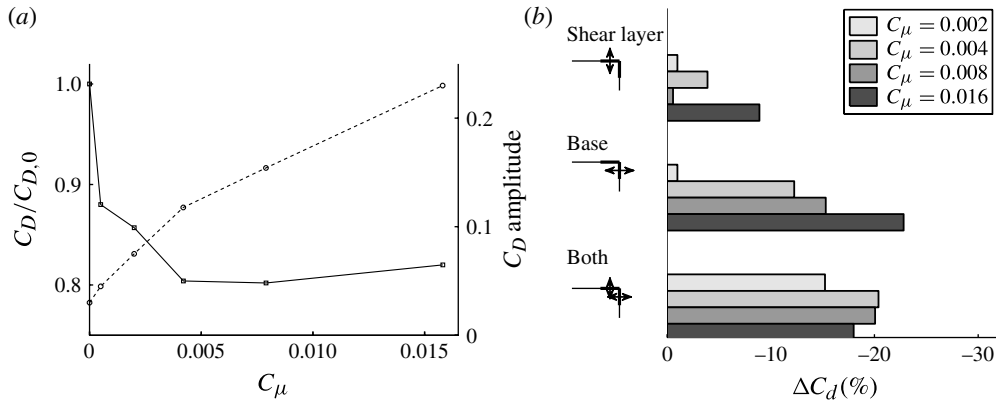 (a)
1.0
0.9
0.8
C_D/C_{D,0}
0.2
0.1
0
C_D amplitude
0
0.005
0.010
0.015
C_μ
(b)
Shear layer
Base
Both
C_μ = 0.002
C_μ = 0.004
C_μ = 0.008
C_μ = 0.016
0
–10
–20
–30
ΔC_d(%)